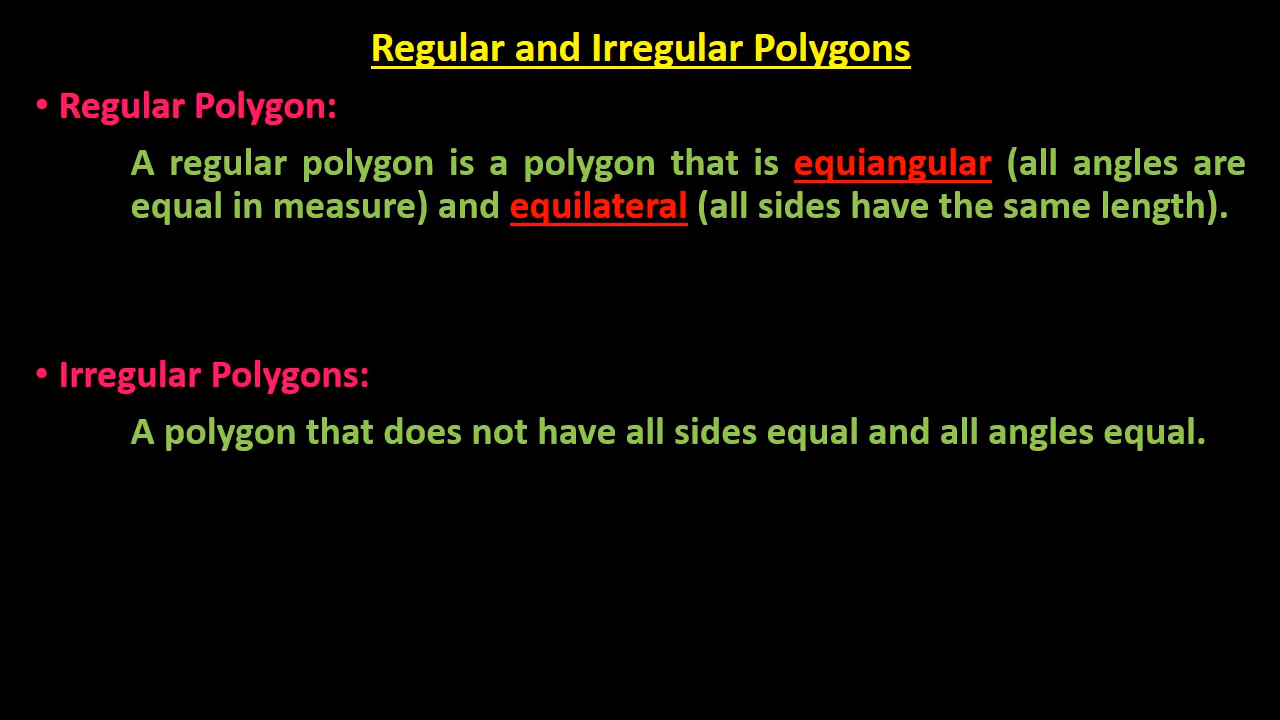 Regular and Irregular Polygons
• Regular Polygon:
A regular polygon is a polygon that is equiangular (all angles are
equal in measure) and equilateral (all sides have the same length).
• Irregular Polygons:
A polygon that does not have all sides equal and all angles equal.